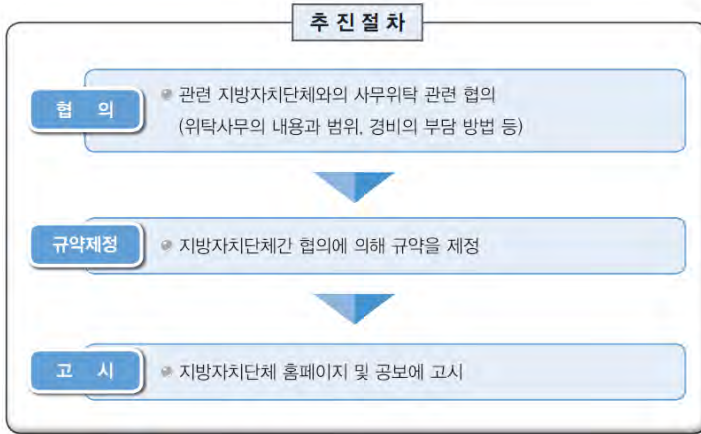 추진절차
협 의
관련 지방자치단체와의 사무위탁 관련 협의
(위탁사무의 내용과 범위, 경비의 부담 방법 등)
규약제정
지방자치단체간 협의에 의해 규약을 제정
고 시
지방자치단체 홈페이지 및 공보에 고시